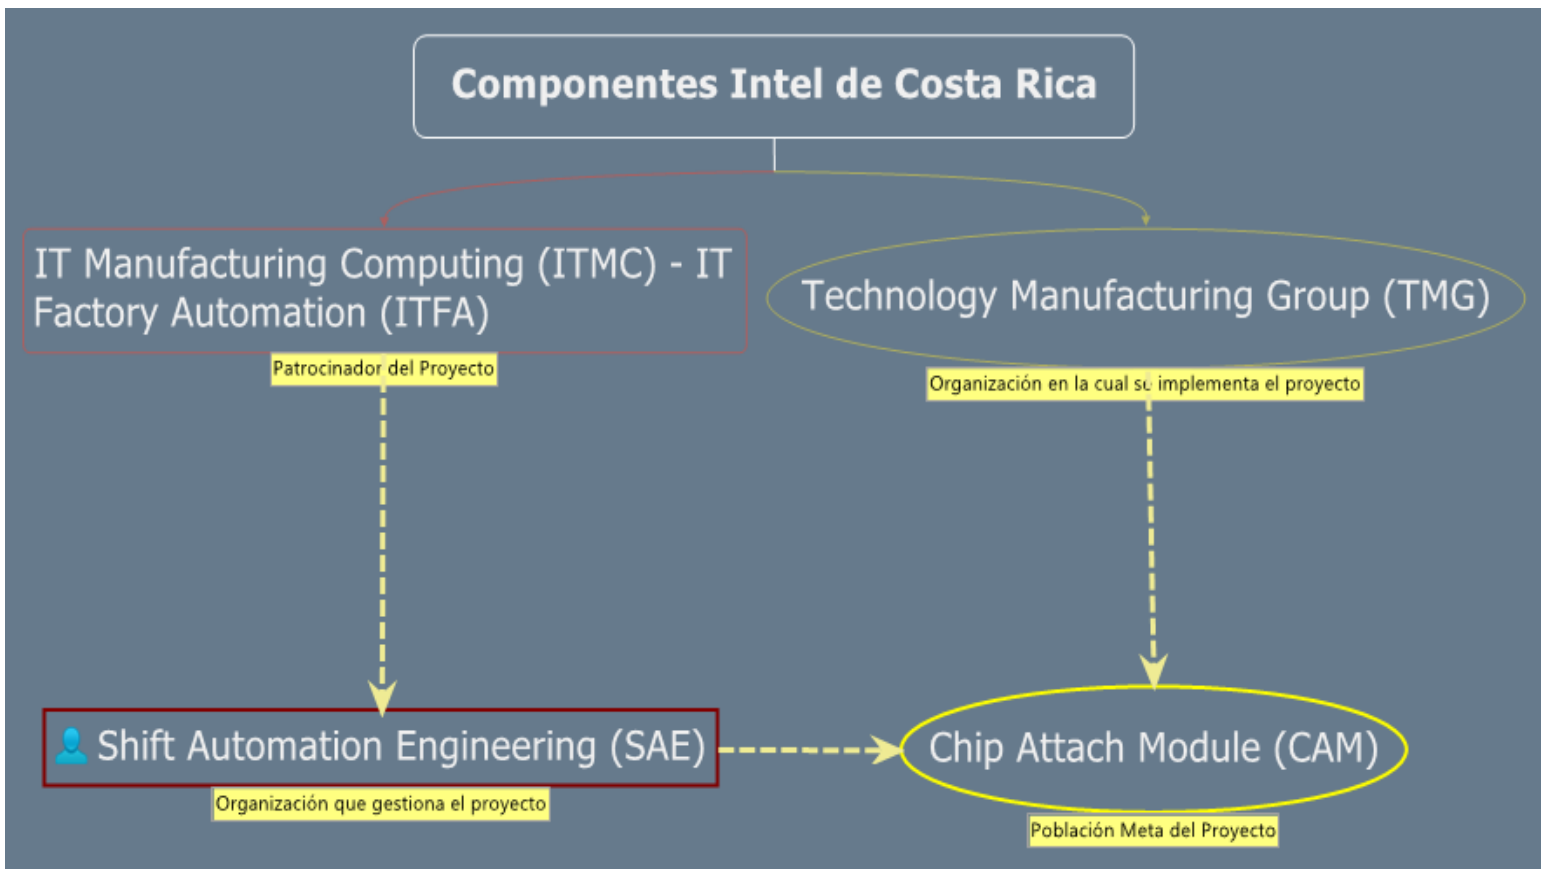 Componentes Intel de Costa Rica
IT Manufacturing Computing (ITMC) - IT
Factory Automation (ITFA)
Patrocinador del Proyecto
Technology Manufacturing Group (TMG)
Organización en la cual se implementa el proyecto
Shift Automation Engineering (SAE)
Organización que gestiona el proyecto
Chip Attach Module (CAM)
Población Meta del Proyecto